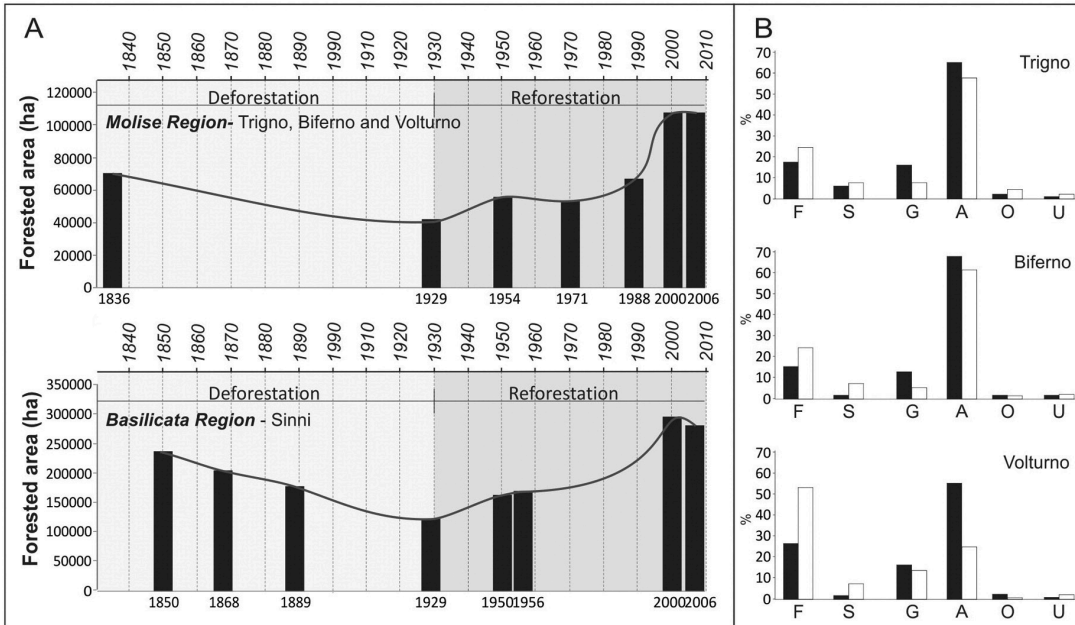 A
1840 1850 1860 1870 1880 1890 1900 1910 1920 1930 1940 1950 1960 1970 1980 1990 2000 2010
Forested area (ha)
120000
100000
80000
60000
40000
20000
0
Deforestation Reforestation
Molise Region- Trigno, Biferno and Volturno
1836 1929 1954 1971 1988 2000 2006
1840 1850 1860 1870 1880 1890 1900 1910 1920 1930 1940 1950 1960 1970 1980 1990 2000 2010
Forested area (ha)
350000
300000
250000
200000
150000
100000
50000
0
Deforestation Reforestation
Basilicata Region - Sinni
1850 1868 1889 1929 1950 1956 2000 2006
B
Trigno
%
70
60
50
40
30
20
10
0
F S G A O U
Biferno
%
70
60
50
40
30
20
10
0
F S G A O U
Volturno
%
70
60
50
40
30
20
10
0
F S G A O U